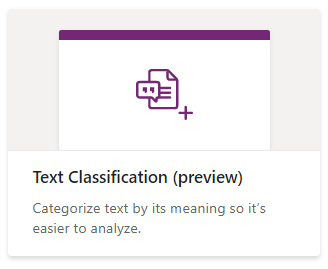 Text Classification (preview)
Categorize text by its meaning so it’s
easier to analyze.